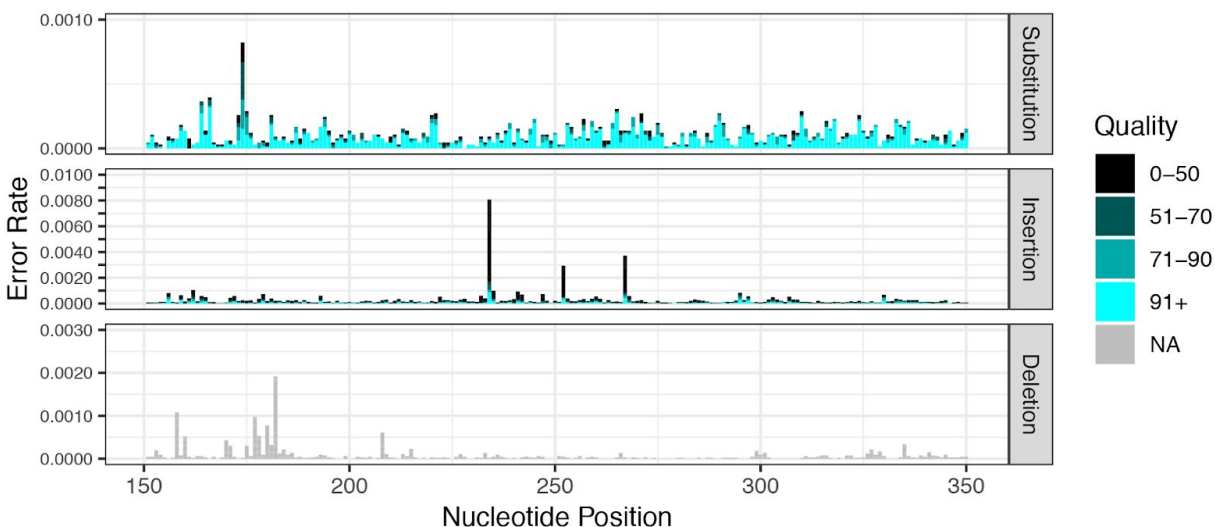 Error Rate
0.0010
0.0000
Substitution
0.0100
0.0080
0.0060
0.0040
0.0020
0.0000
Insertion
0.0030
0.0020
0.0010
0.0000
Deletion
150 200 250 300 350
Nucleotide Position
Quality
0–50
51–70
71–90
91+
NA